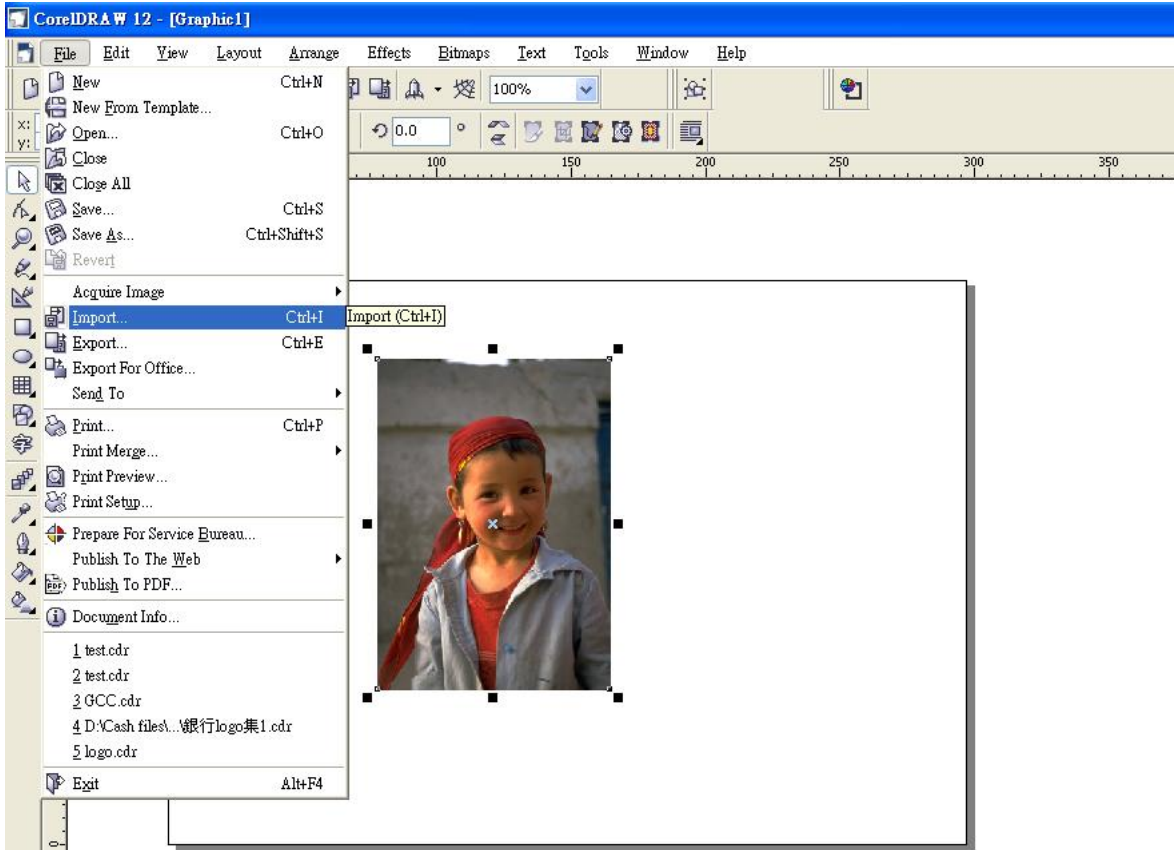 CorelDRAW 12 - [Graphic1]
File Edit View Layout Arrange Effects Bitmaps Text Tools Window Help
New Ctrl+N
100%
New From Template...
x:
Open... Ctrl+O
0.0 °
y:
Close
100 150 200 250 300 350
Close All
Save... Ctrl+S
Save As... Ctrl+Shift+S
Revert
Acquire Image
Import... Ctrl+I
Import (Ctrl+I)
Export... Ctrl+E
Export For Office...
Send To
字
Print... Ctrl+P
Print Merge...
Print Preview...
Print Setup...
Prepare For Service Bureau...
Publish To The Web
Publish To PDF...
Document Info...
1 test.cdr
2 test.cdr
3 GCC.cdr
4 D:\Cash files\...\銀行logo集1.cdr
5 logo.cdr
Exit Alt+F4
0